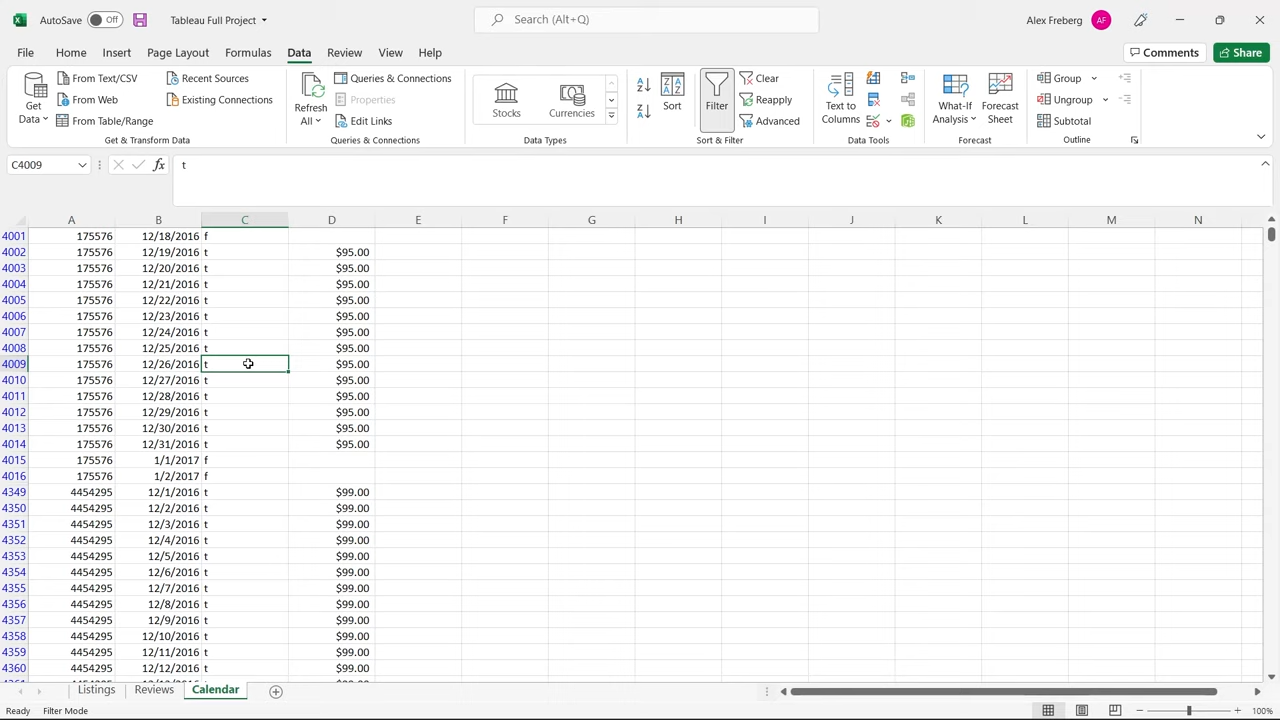 AutoSave Off Tableau Full Project Search (Alt+Q) Alex Freberg AF
File Home Insert Page Layout Formulas Data Review View Help Comments Share
Get Data
From Text/CSV
From Web
From Table/Range
Recent Sources
Existing Connections
Get & Transform Data
Refresh All
Queries & Connections
Properties
Edit Links
Queries & Connections
Stocks
Currencies
Data Types
Sort
Filter
Clear
Reapply
Advanced
Sort & Filter
Text to Columns
Data Tools
What-If Analysis
Forecast Sheet
Forecast
Group
Ungroup
Subtotal
Outline
C4009 fx t
A B C D E F G H I J K L M N
4001 175576 12/18/2016 f
4002 175576 12/19/2016 t $95.00
4003 175576 12/20/2016 t $95.00
4004 175576 12/21/2016 t $95.00
4005 175576 12/22/2016 t $95.00
4006 175576 12/23/2016 t $95.00
4007 175576 12/24/2016 t $95.00
4008 175576 12/25/2016 t $95.00
4009 175576 12/26/2016 t $95.00
4010 175576 12/27/2016 t $95.00
4011 175576 12/28/2016 t $95.00
4012 175576 12/29/2016 t $95.00
4013 175576 12/30/2016 t $95.00
4014 175576 12/31/2016 t $95.00
4015 175576 1/1/2017 f
4016 175576 1/2/2017 f
4349 4454295 12/1/2016 t $99.00
4350 4454295 12/2/2016 t $99.00
4351 4454295 12/3/2016 t $99.00
4352 4454295 12/4/2016 t $99.00
4353 4454295 12/5/2016 t $99.00
4354 4454295 12/6/2016 t $99.00
4355 4454295 12/7/2016 t $99.00
4356 4454295 12/8/2016 t $99.00
4357 4454295 12/9/2016 t $99.00
4358 4454295 12/10/2016 t $99.00
4359 4454295 12/11/2016 t $99.00
4360 4454295 12/12/2016 t $99.00
Listings Reviews Calendar
Ready Filter Mode 100%